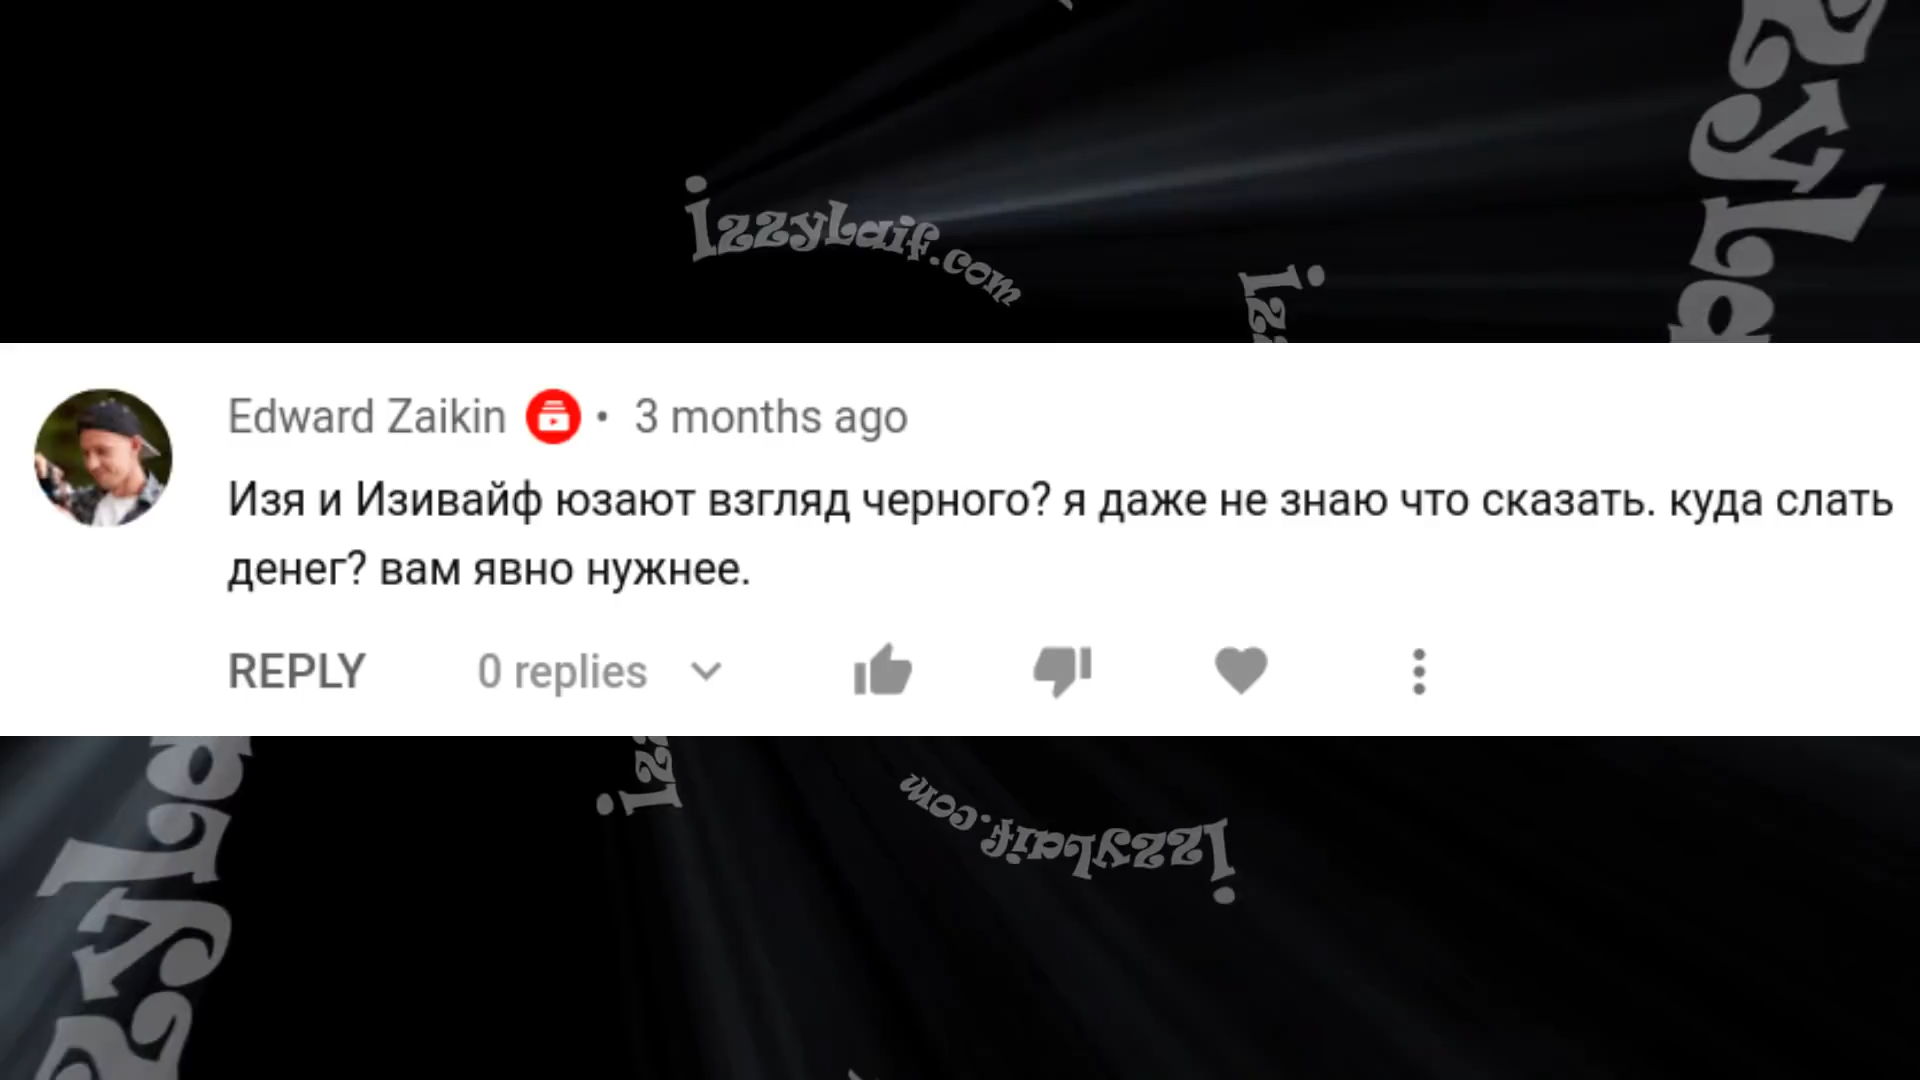 IzzyLaif.com
Edward Zaikin • 3 months ago
Изя и Изивайф юзают взгляд черного? я даже не знаю что сказать. куда слать
денег? вам явно нужнее.
REPLY 0 replies
IzzyLaif.com